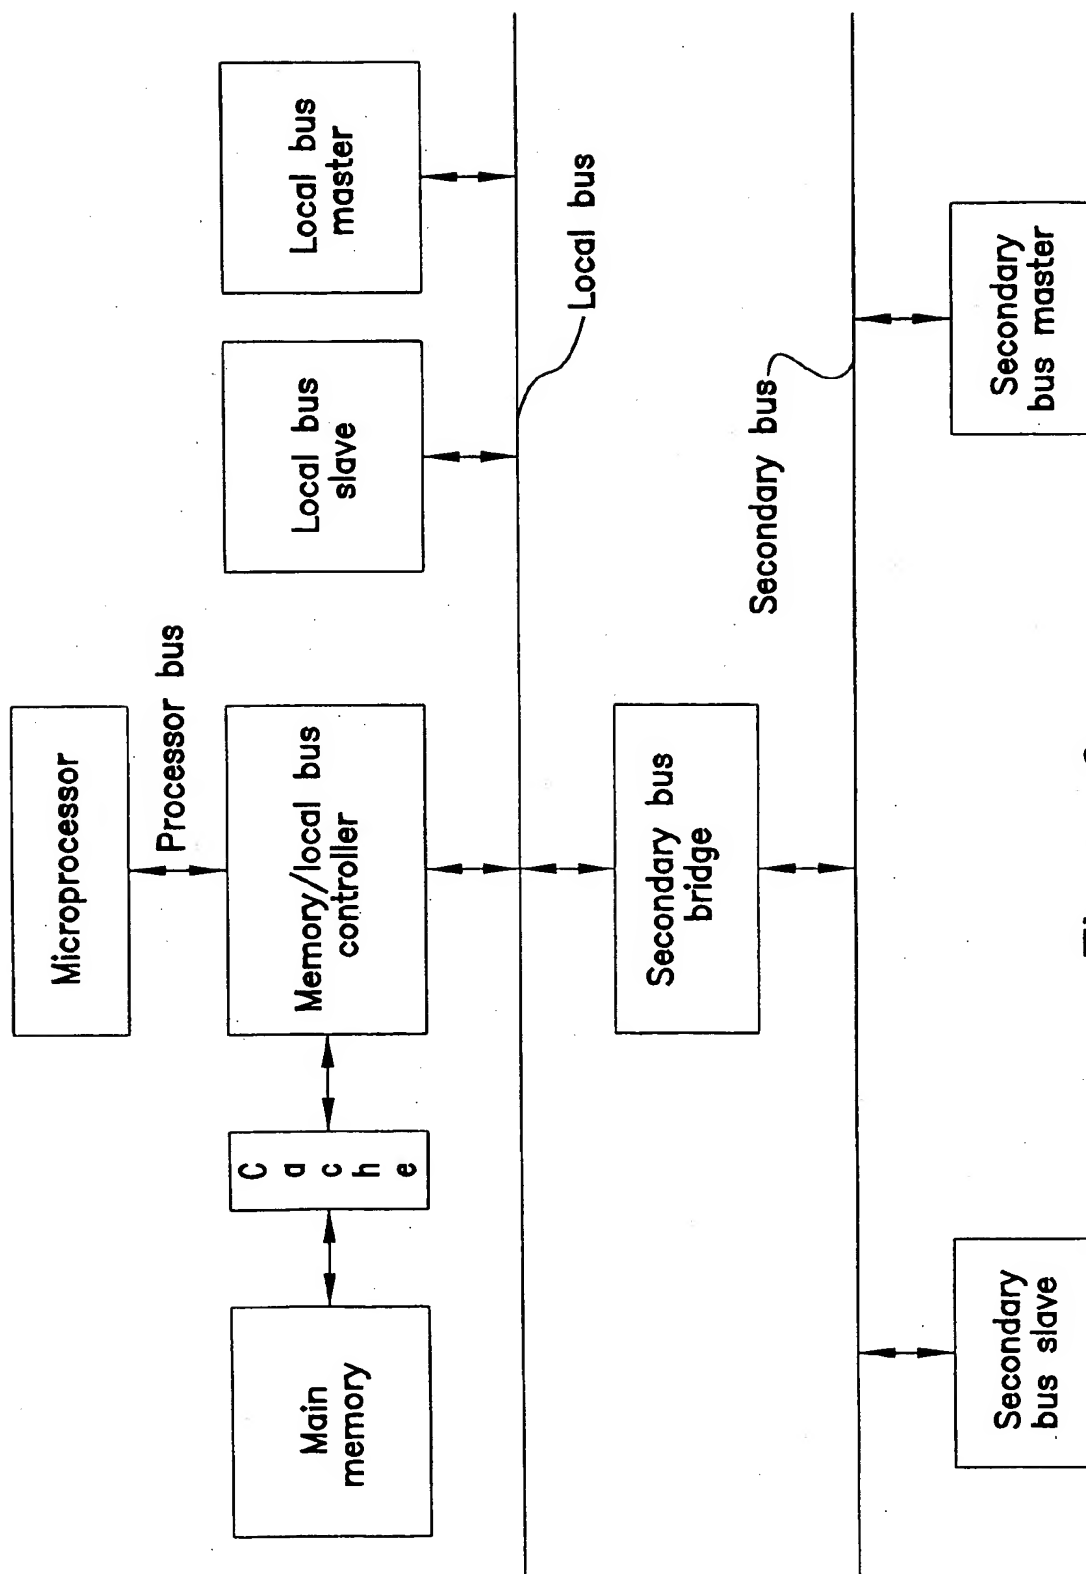 Microprocessor
Processor bus
Main
memory
Cache
Memory/local bus
controller
Local bus
slave
Local bus
master
Local bus
Secondary bus
bridge
Secondary bus
Secondary
bus slave
Secondary
bus master